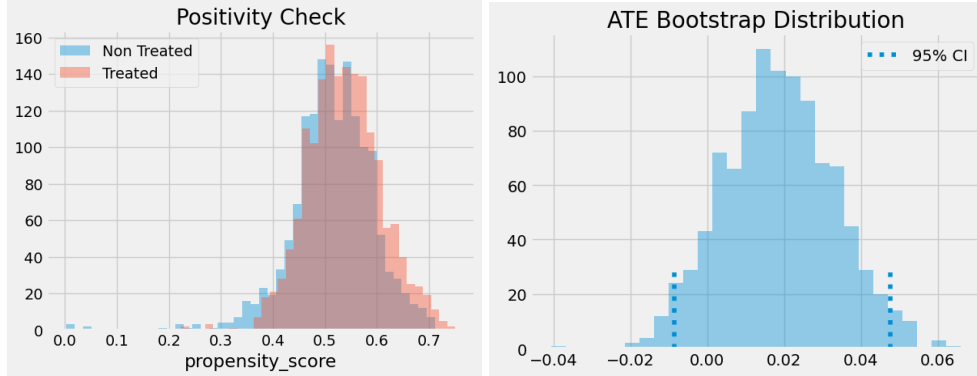 Positivity Check
160
140
120
100
80
60
40
20
0
Non Treated
Treated
0.0 0.1 0.2 0.3 0.4 0.5 0.6 0.7
propensity_score
ATE Bootstrap Distribution
100
80
60
40
20
0
95% CI
−0.04 −0.02 0.00 0.02 0.04 0.06